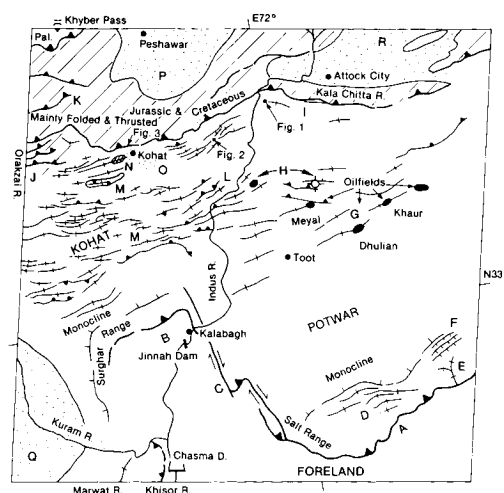 Khyber Pass
E72°
Pal.
Peshawar
R
P
Attock City
Kala Chitta R.
K
Jurassic &
Cretaceous
Mainly Folded & Thrusted
Fig. 3
I
Fig. 1
Orakzai R.
Kohat
Fig. 2
J
N
O
L
H
M
Oilfields
Meyal
G
Khaur
KOHAT
M
Dhulian
Indus R.
Toot
N33
Monocline
POTWAR
Surghar
Range
B
Kalabagh
Jinnah Dam
F
Monocline
E
C
D
Salt Range
A
Kuram R.
Q
Chasma D.
FORELAND
Marwat R.
Khisor R.